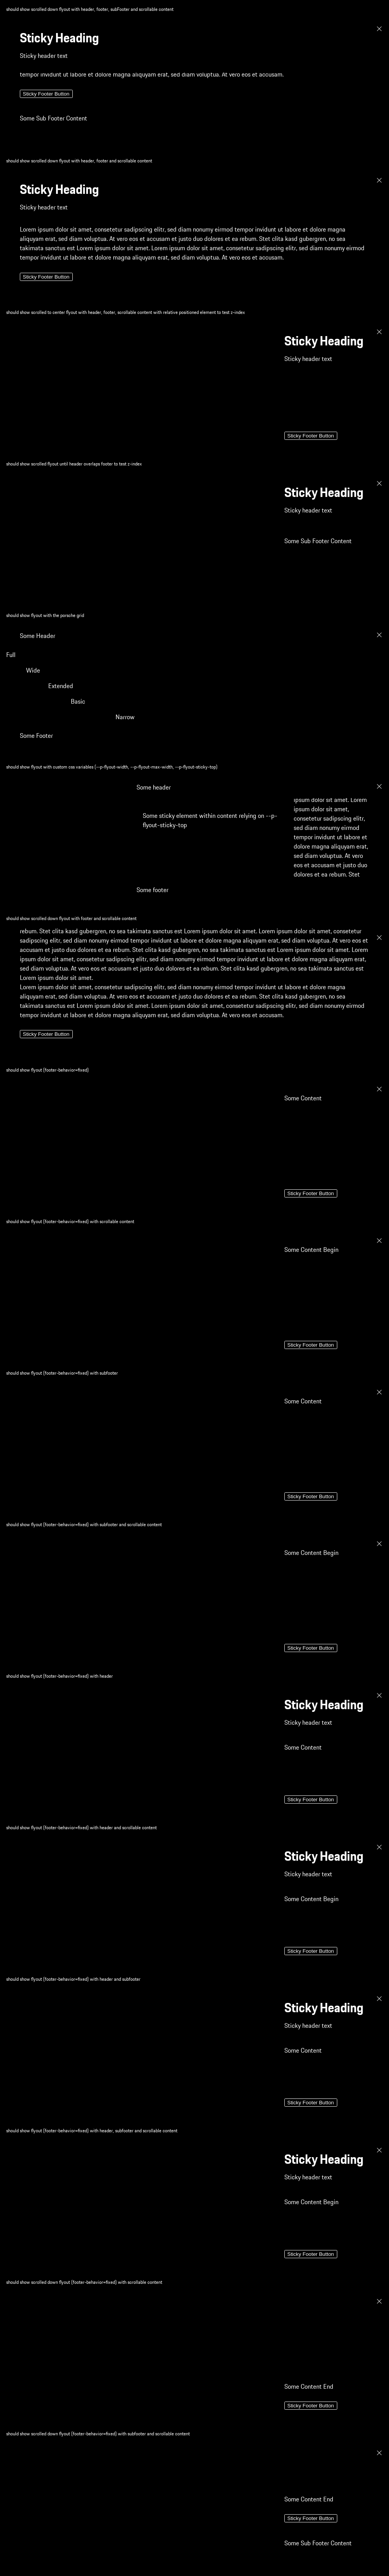 should show scrolled down flyout with header, footer, subFooter and scrollable content
Sticky Heading
Sticky header text
tempor invidunt ut labore et dolore magna aliquyam erat, sed diam voluptua. At vero eos et accusam.
Sticky Footer Button
Some Sub Footer Content
should show scrolled down flyout with header, footer and scrollable content
Sticky Heading
Sticky header text
Lorem ipsum dolor sit amet, consetetur sadipscing elitr, sed diam nonumy eirmod tempor invidunt ut labore et dolore magna
aliquyam erat, sed diam voluptua. At vero eos et accusam et justo duo dolores et ea rebum. Stet clita kasd gubergren, no sea
takimata sanctus est Lorem ipsum dolor sit amet. Lorem ipsum dolor sit amet, consetetur sadipscing elitr, sed diam nonumy eirmod
tempor invidunt ut labore et dolore magna aliquyam erat, sed diam voluptua. At vero eos et accusam.
Sticky Footer Button
should show scrolled to center flyout with header, footer, scrollable content with relative positioned element to test z-index
Sticky Heading
Sticky header text
Sticky Footer Button
should show scrolled flyout until header overlaps footer to test z-index
Sticky Heading
Sticky header text
Some Sub Footer Content
should show flyout with the porsche grid
Some Header
Full
Wide
Extended
Basic
Narrow
Some Footer
should show flyout with custom css variables (--p-flyout-width, --p-flyout-max-width, --p-flyout-sticky-top)
Some header
Some sticky element within content relying on --p-
flyout-sticky-top
ipsum dolor sit amet. Lorem
ipsum dolor sit amet,
consetetur sadipscing elitr,
sed diam nonumy eirmod
tempor invidunt ut labore et
dolore magna aliquyam erat,
sed diam voluptua. At vero
eos et accusam et justo duo
dolores et ea rebum. Stet
Some footer
should show scrolled down flyout with footer and scrollable content
rebum. Stet clita kasd gubergren, no sea takimata sanctus est Lorem ipsum dolor sit amet. Lorem ipsum dolor sit amet, consetetur
sadipscing elitr, sed diam nonumy eirmod tempor invidunt ut labore et dolore magna aliquyam erat, sed diam voluptua. At vero eos et
accusam et justo duo dolores et ea rebum. Stet clita kasd gubergren, no sea takimata sanctus est Lorem ipsum dolor sit amet. Lorem
ipsum dolor sit amet, consetetur sadipscing elitr, sed diam nonumy eirmod tempor invidunt ut labore et dolore magna aliquyam erat,
sed diam voluptua. At vero eos et accusam et justo duo dolores et ea rebum. Stet clita kasd gubergren, no sea takimata sanctus est
Lorem ipsum dolor sit amet.
Lorem ipsum dolor sit amet, consetetur sadipscing elitr, sed diam nonumy eirmod tempor invidunt ut labore et dolore magna
aliquyam erat, sed diam voluptua. At vero eos et accusam et justo duo dolores et ea rebum. Stet clita kasd gubergren, no sea
takimata sanctus est Lorem ipsum dolor sit amet. Lorem ipsum dolor sit amet, consetetur sadipscing elitr, sed diam nonumy eirmod
tempor invidunt ut labore et dolore magna aliquyam erat, sed diam voluptua. At vero eos et accusam.
Sticky Footer Button
should show flyout (footer-behavior=fixed)
Some Content
Sticky Footer Button
should show flyout (footer-behavior=fixed) with scrollable content
Some Content Begin
Sticky Footer Button
should show flyout (footer-behavior=fixed) with subfooter
Some Content
Sticky Footer Button
should show flyout (footer-behavior=fixed) with subfooter and scrollable content
Some Content Begin
Sticky Footer Button
should show flyout (footer-behavior=fixed) with header
Sticky Heading
Sticky header text
Some Content
Sticky Footer Button
should show flyout (footer-behavior=fixed) with header and scrollable content
Sticky Heading
Sticky header text
Some Content Begin
Sticky Footer Button
should show flyout (footer-behavior=fixed) with header and subfooter
Sticky Heading
Sticky header text
Some Content
Sticky Footer Button
should show flyout (footer-behavior=fixed) with header, subfooter and scrollable content
Sticky Heading
Sticky header text
Some Content Begin
Sticky Footer Button
should show scrolled down flyout (footer-behavior=fixed) with scrollable content
Some Content End
Sticky Footer Button
should show scrolled down flyout (footer-behavior=fixed) with subfooter and scrollable content
Some Content End
Sticky Footer Button
Some Sub Footer Content